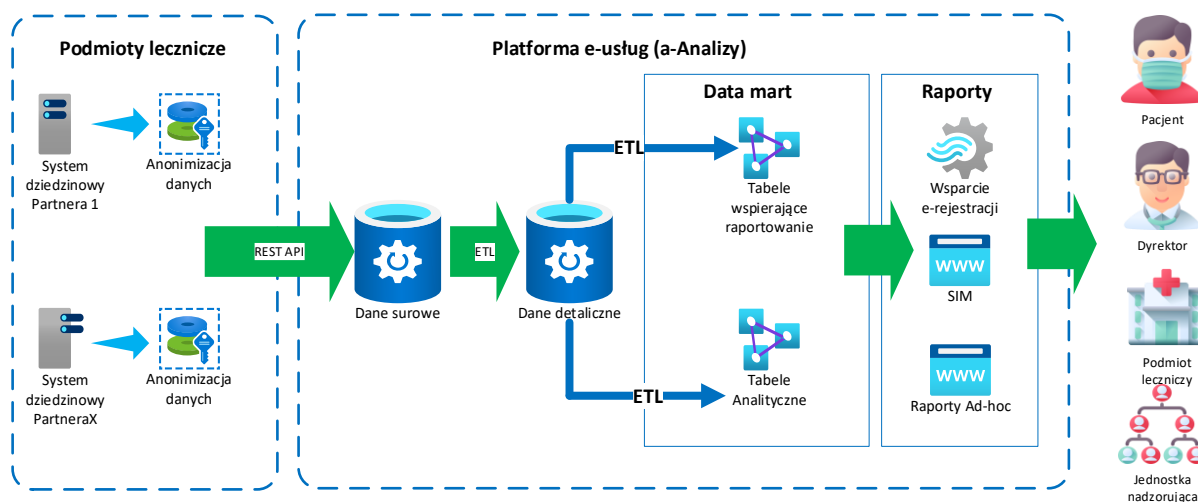 Podmioty lecznicze
System
dziedzinowy
Partnera 1
Anonimizacja
danych
System
dziedzinowy
PartneraX
Anonimizacja
danych
REST API
Platforma e-usług (a-Analizy)
Dane surowe
ETL
Dane detaliczne
ETL
ETL
Data mart
Tabele
wspierające
raportowanie
Tabele
Analityczne
Raporty
Wsparcie
e-rejestracji
WWW
SIM
WWW
Raporty Ad-hoc
Pacjent
Dyrektor
Podmiot
leczniczy
Jednostka
nadzorująca